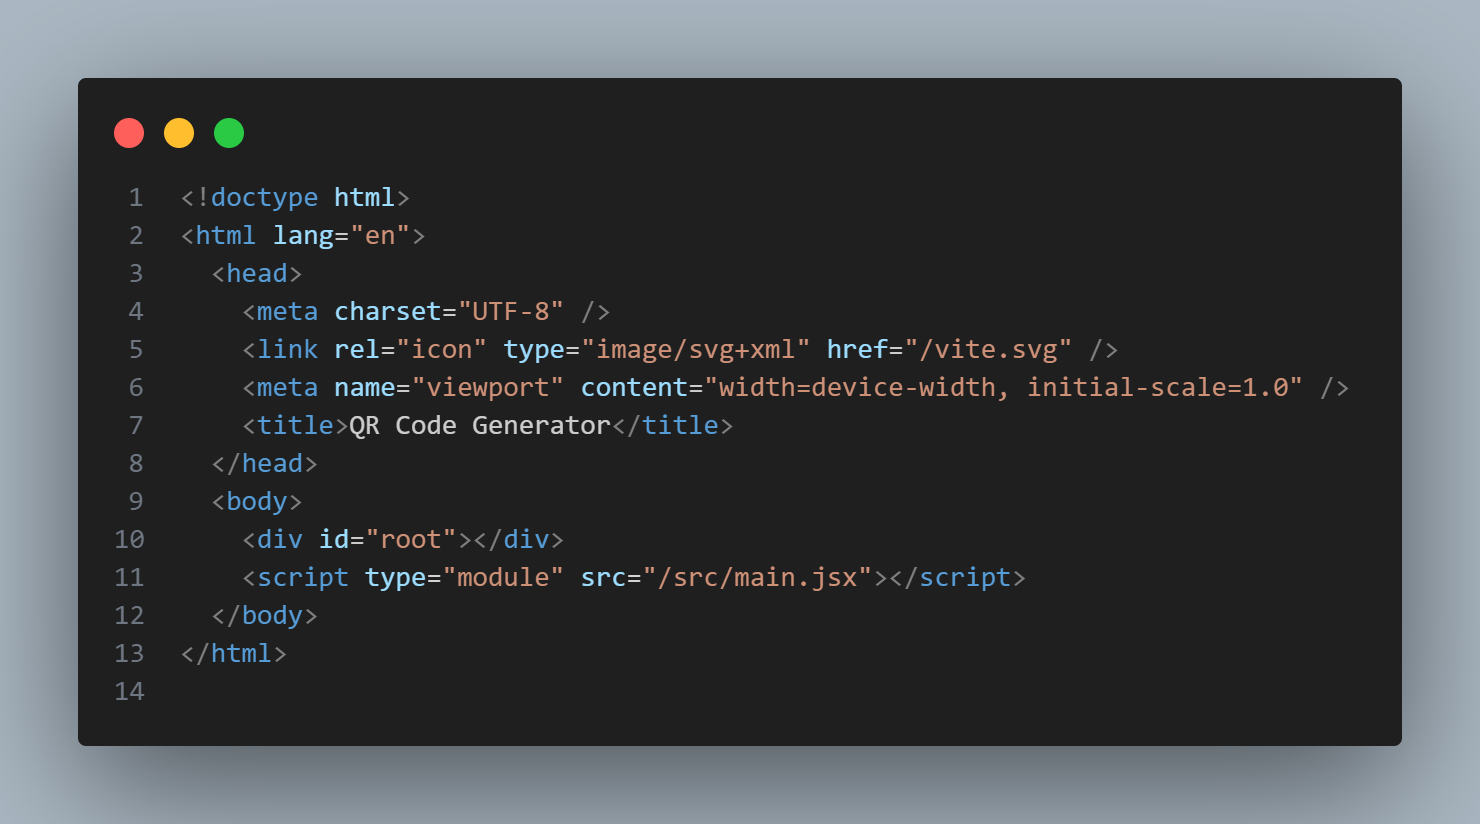 1 <!doctype html>
2 <html lang="en">
3   <head>
4     <meta charset="UTF-8" />
5     <link rel="icon" type="image/svg+xml" href="/vite.svg" />
6     <meta name="viewport" content="width=device-width, initial-scale=1.0" />
7     <title>QR Code Generator</title>
8   </head>
9   <body>
10     <div id="root"></div>
11     <script type="module" src="/src/main.jsx"></script>
12   </body>
13 </html>
14